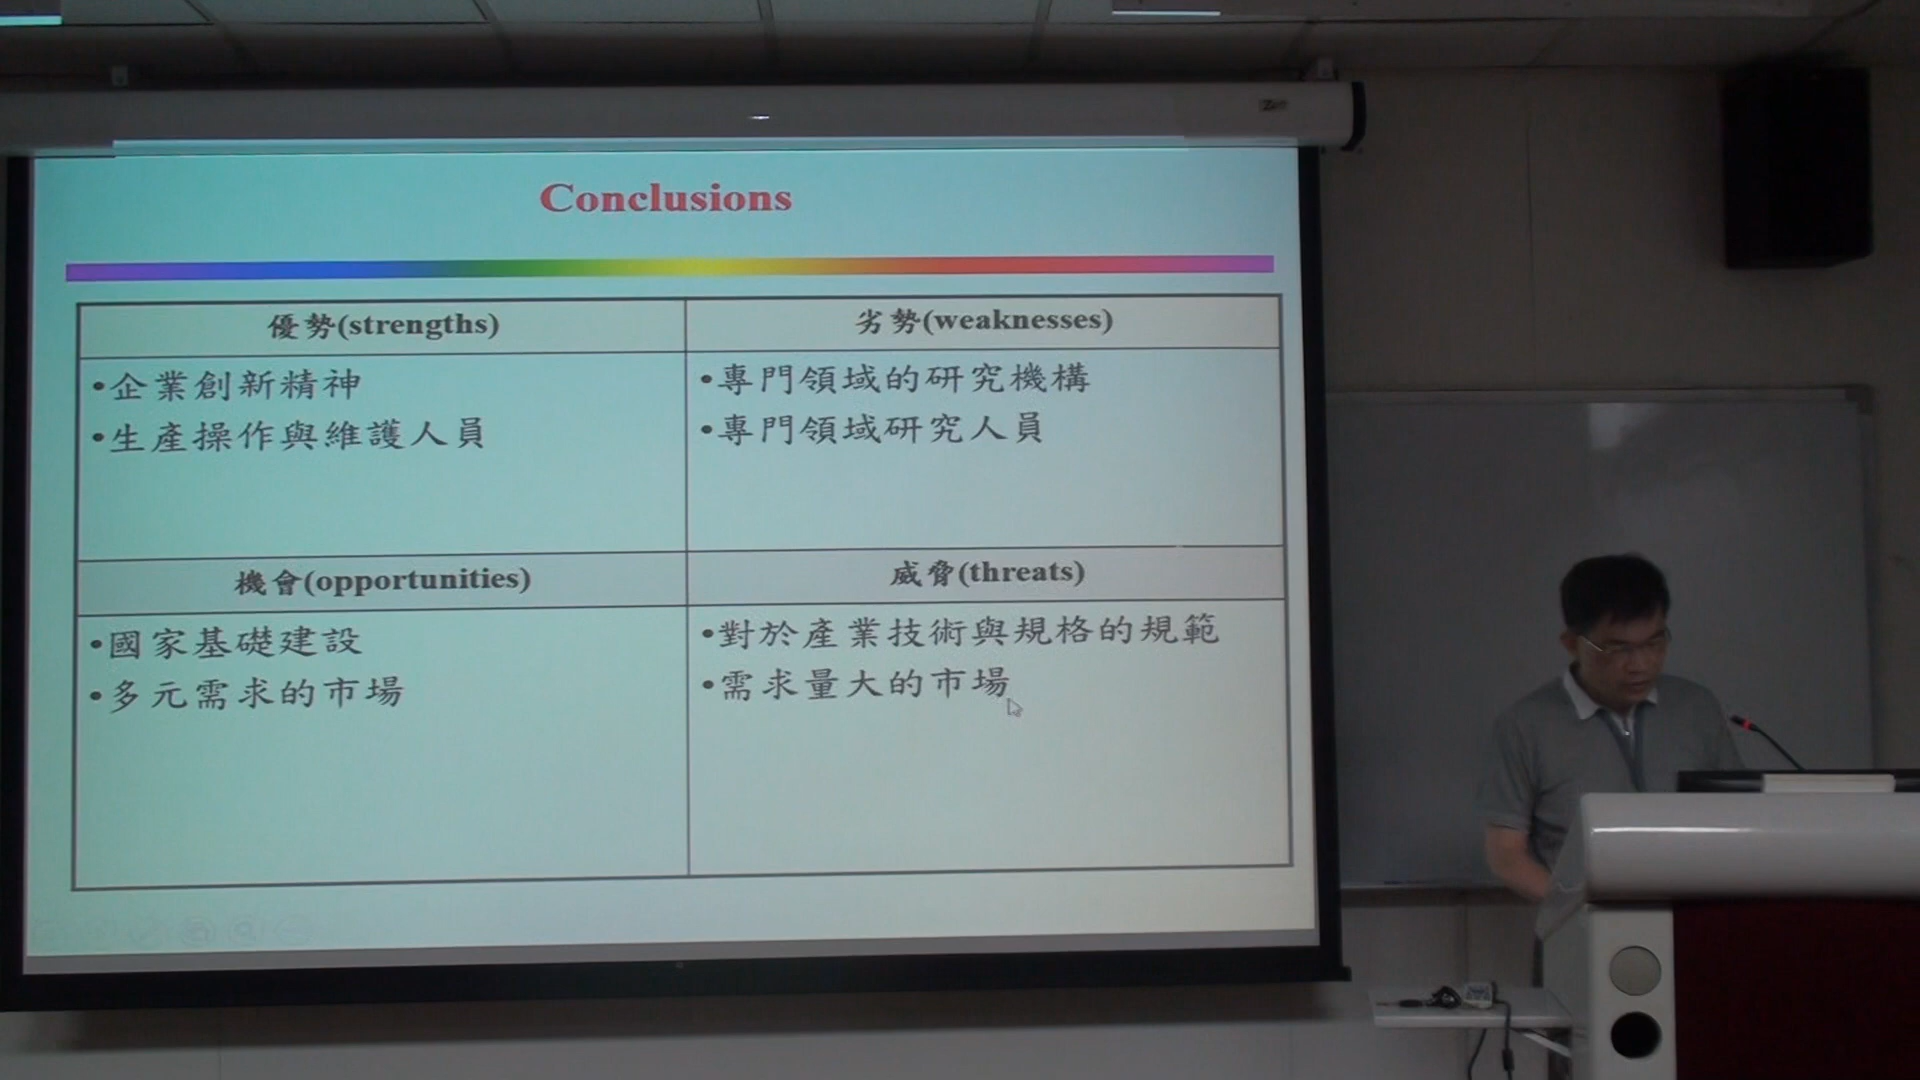 Conclusions
優勢(strengths)
劣勢(weaknesses)
•企業創新精神
•生產操作與維護人員
•專門領域的研究機構
•專門領域研究人員
機會(opportunities)
威脅(threats)
•國家基礎建設
•多元需求的市場
•對於產業技術與規格的規範
•需求量大的市場